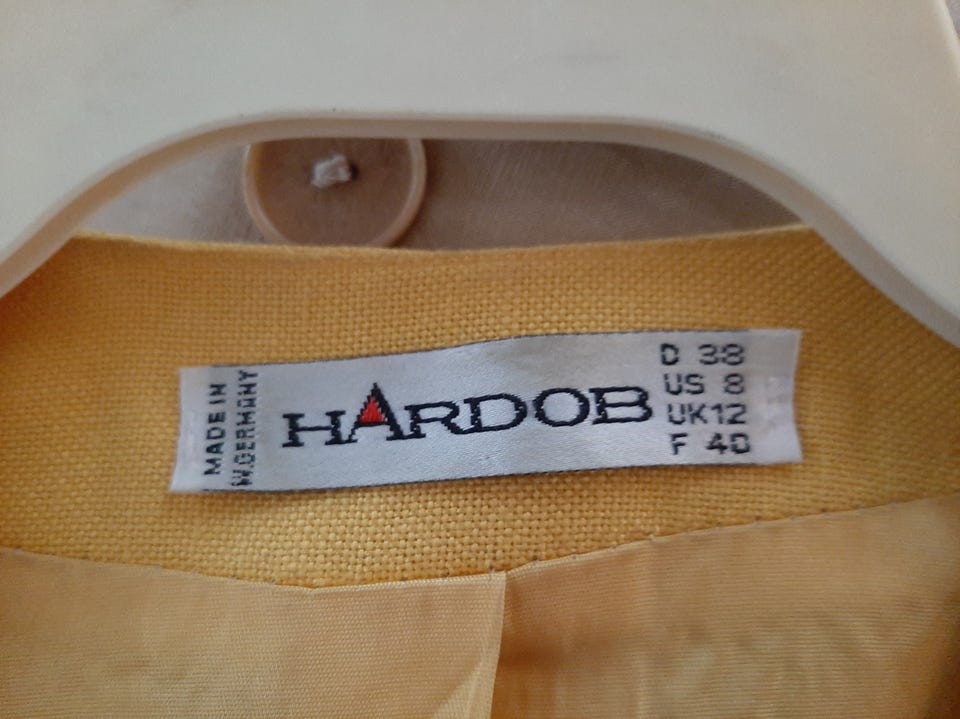 MADE IN
W.GERMANY
HARDOB
D 38
US 8
UK12
F 40